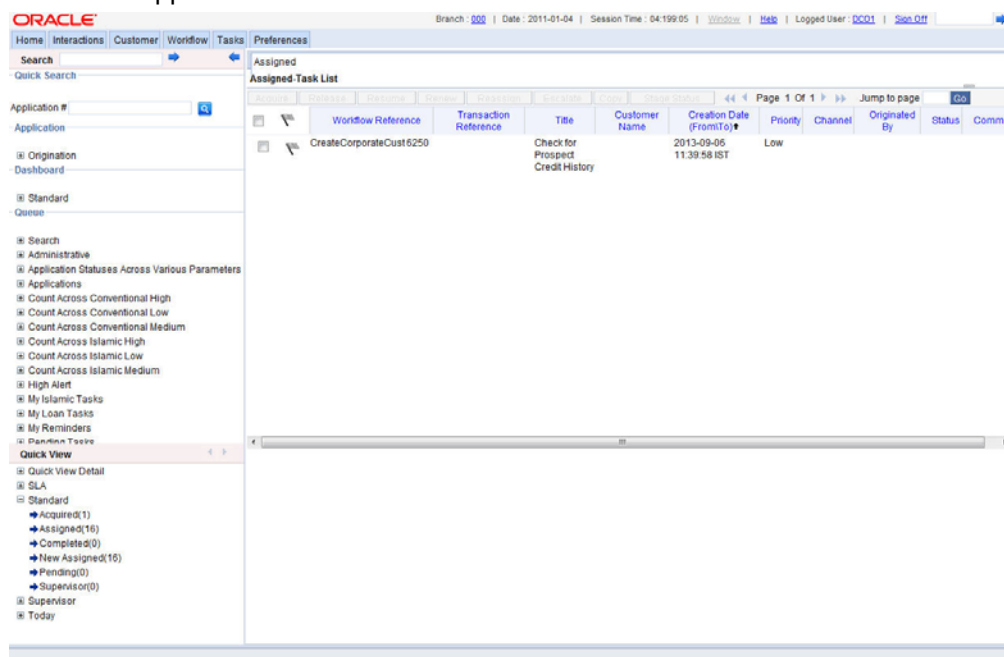 ORACLE
Branch : 000 | Date : 2011-01-04 | Session Time : 04:199:05 | Window | Help | Logged User : DCO1 | Sign Off
Home Interactions Customer Workflow Tasks Preferences
Search
Quick Search
Application #
Application
Origination
Dashboard
Standard
Queue
Search
Administrative
Application Statuses Across Various Parameters
Applications
Count Across Conventional High
Count Across Conventional Low
Count Across Conventional Medium
Count Across Islamic High
Count Across Islamic Low
Count Across Islamic Medium
High Alert
My Islamic Tasks
My Loan Tasks
My Reminders
Pending Tasks
Quick View
Quick View Detail
SLA
Standard
Acquired(1)
Assigned(16)
Completed(0)
New Assigned(16)
Pending(0)
Supervisor(0)
Supervisor
Today
Assigned
Assigned-Task List
Acquire Release Resume Renew Reassign Escalate Copy Stage Status Page 1 Of 1 Jump to page Go
Workflow Reference Transaction Reference Title Customer Name Creation Date (From\To) Priority Channel Originated By Status Comm
CreateCorporateCust6250 Check for Prospect Credit History 2013-09-06 11:39:58 IST Low